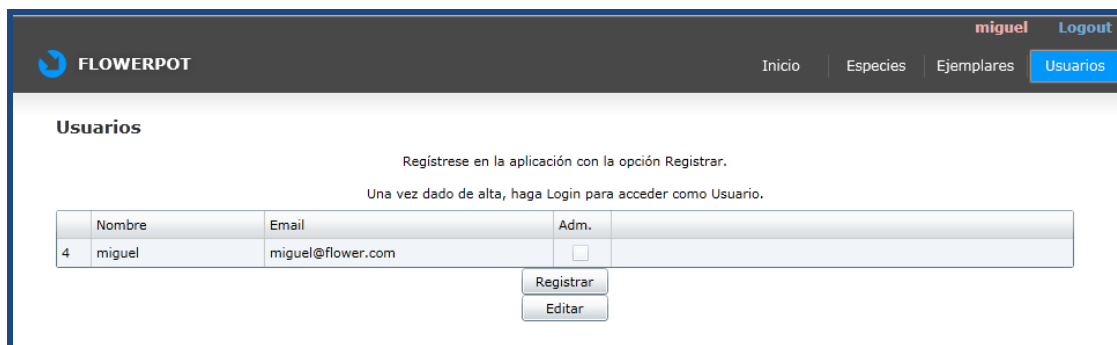 miguel Logout
FLOWERPOT Inicio Especies Ejemplares Usuarios
Usuarios
Regístrese en la aplicación con la opción Registrar.
Una vez dado de alta, haga Login para acceder como Usuario.
Nombre Email Adm.
4 miguel miguel@flower.com
Registrar
Editar